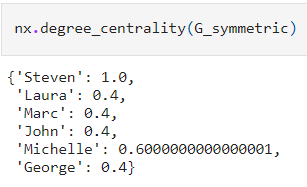 nx.degree_centrality(G_symmetric)
{'Steven': 1.0,
'Laura': 0.4,
'Marc': 0.4,
'John': 0.4,
'Michelle': 0.6000000000000001,
'George': 0.4}